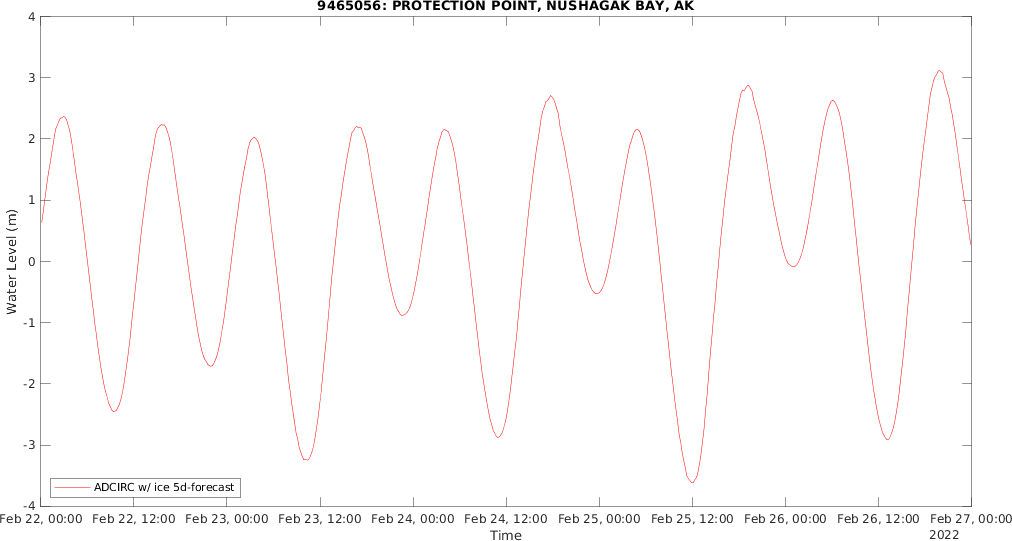 9465056: PROTECTION POINT, NUSHAGAK BAY, AK
4
3
2
1
0
-1
-2
-3
-4
Water Level (m)
ADCIRC w/ ice 5d-forecast
Feb 22, 00:00 Feb 22, 12:00 Feb 23, 00:00 Feb 23, 12:00 Feb 24, 00:00 Feb 24, 12:00 Feb 25, 00:00 Feb 25, 12:00 Feb 26, 00:00 Feb 26, 12:00 Feb 27, 00:00
Time
2022